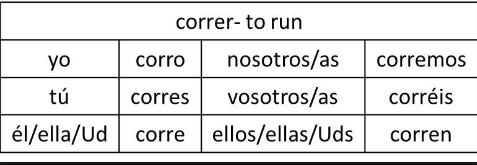 correr- to run
yo corro nosotros/as corremos
tú corres vosotros/as corréis
él/ella/Ud corre ellos/ellas/Uds corren